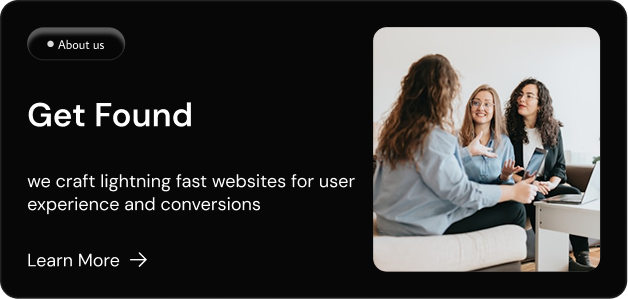 About us
Get Found
we craft lightning fast websites for user
experience and conversions
Learn More